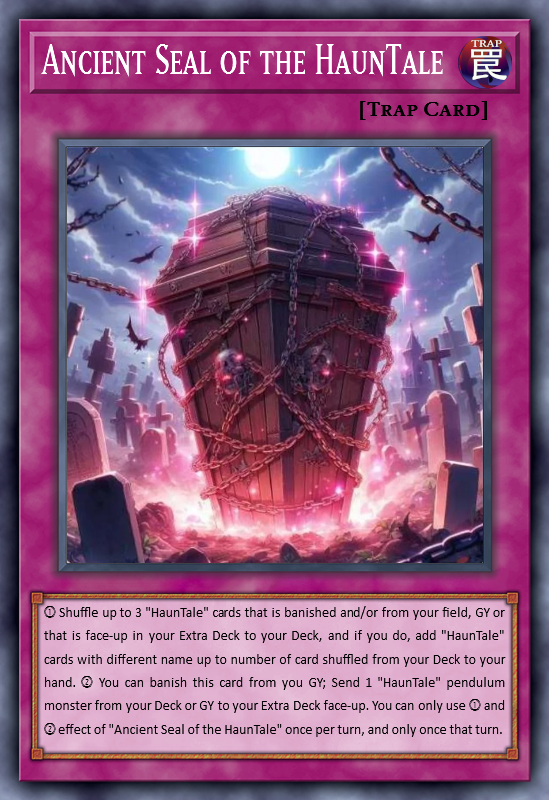 Ancient Seal of the HaunTale
TRAP
罠
[Trap Card]
① Shuffle up to 3 "HaunTale" cards that is banished and/or from your field, GY or
that is face-up in your Extra Deck to your Deck, and if you do, add "HaunTale"
cards with different name up to number of card shuffled from your Deck to your
hand. ② You can banish this card from you GY; Send 1 "HaunTale" pendulum
monster from your Deck or GY to your Extra Deck face-up. You can only use ① and
② effect of "Ancient Seal of the HaunTale" once per turn, and only once that turn.